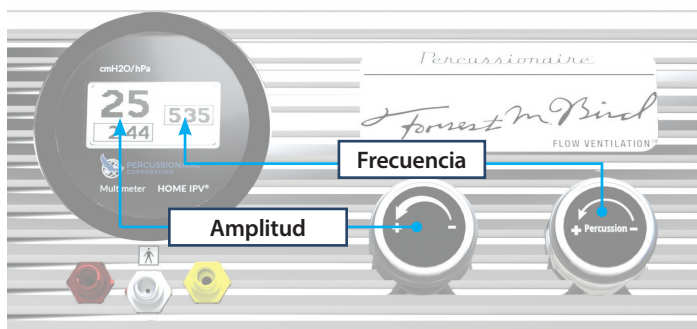 cmH2O/hPa
25
535
244
PERCUSSIONAIRE
CORPORATION
Multimeter HOME IPV®
Percussionaire
Forrest M. Bird
FLOW VENTILATION™
Frecuencia
Amplitud
+ -
+ Percussion -